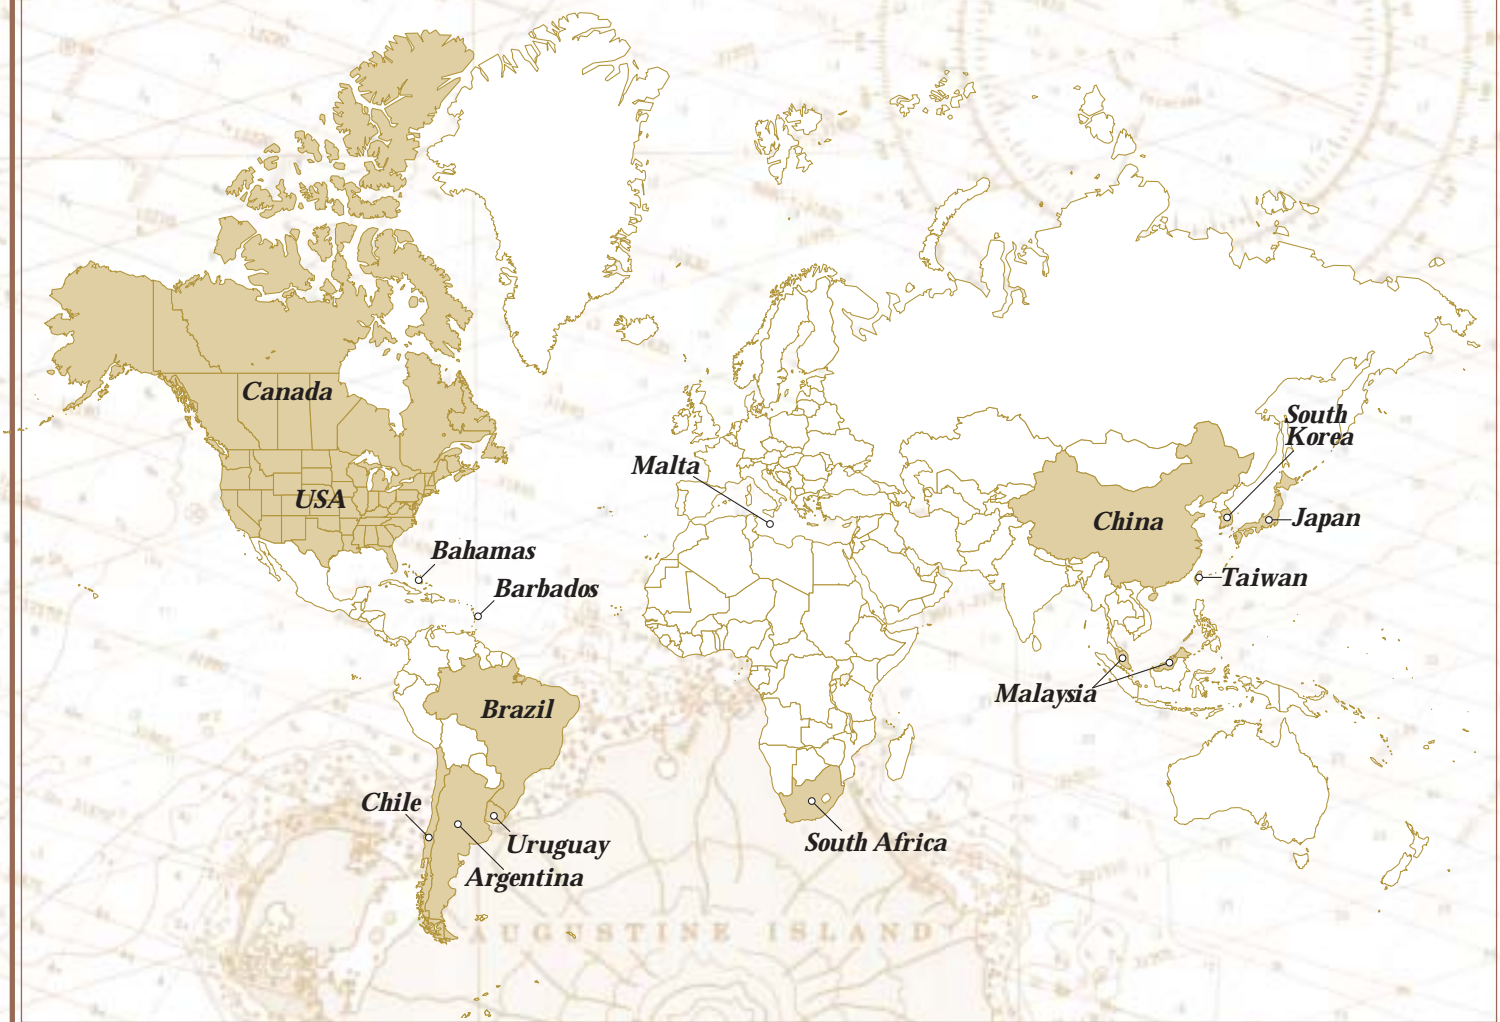 Canada
USA
Bahamas
Barbados
Brazil
Chile
Uruguay
Argentina
Malta
South Africa
South
Korea
China
Japan
Taiwan
Malaysia
AUGUSTINE ISLAND